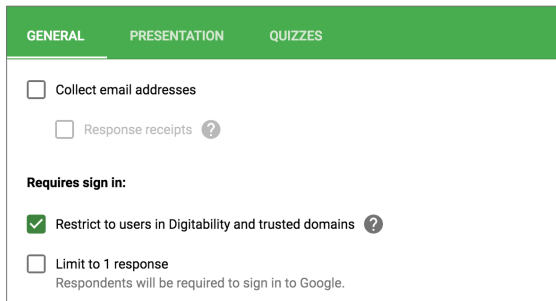 GENERAL PRESENTATION QUIZZES
Collect email addresses
Response receipts ?
Requires sign in:
Restrict to users in Digitability and trusted domains ?
Limit to 1 response
Respondents will be required to sign in to Google.